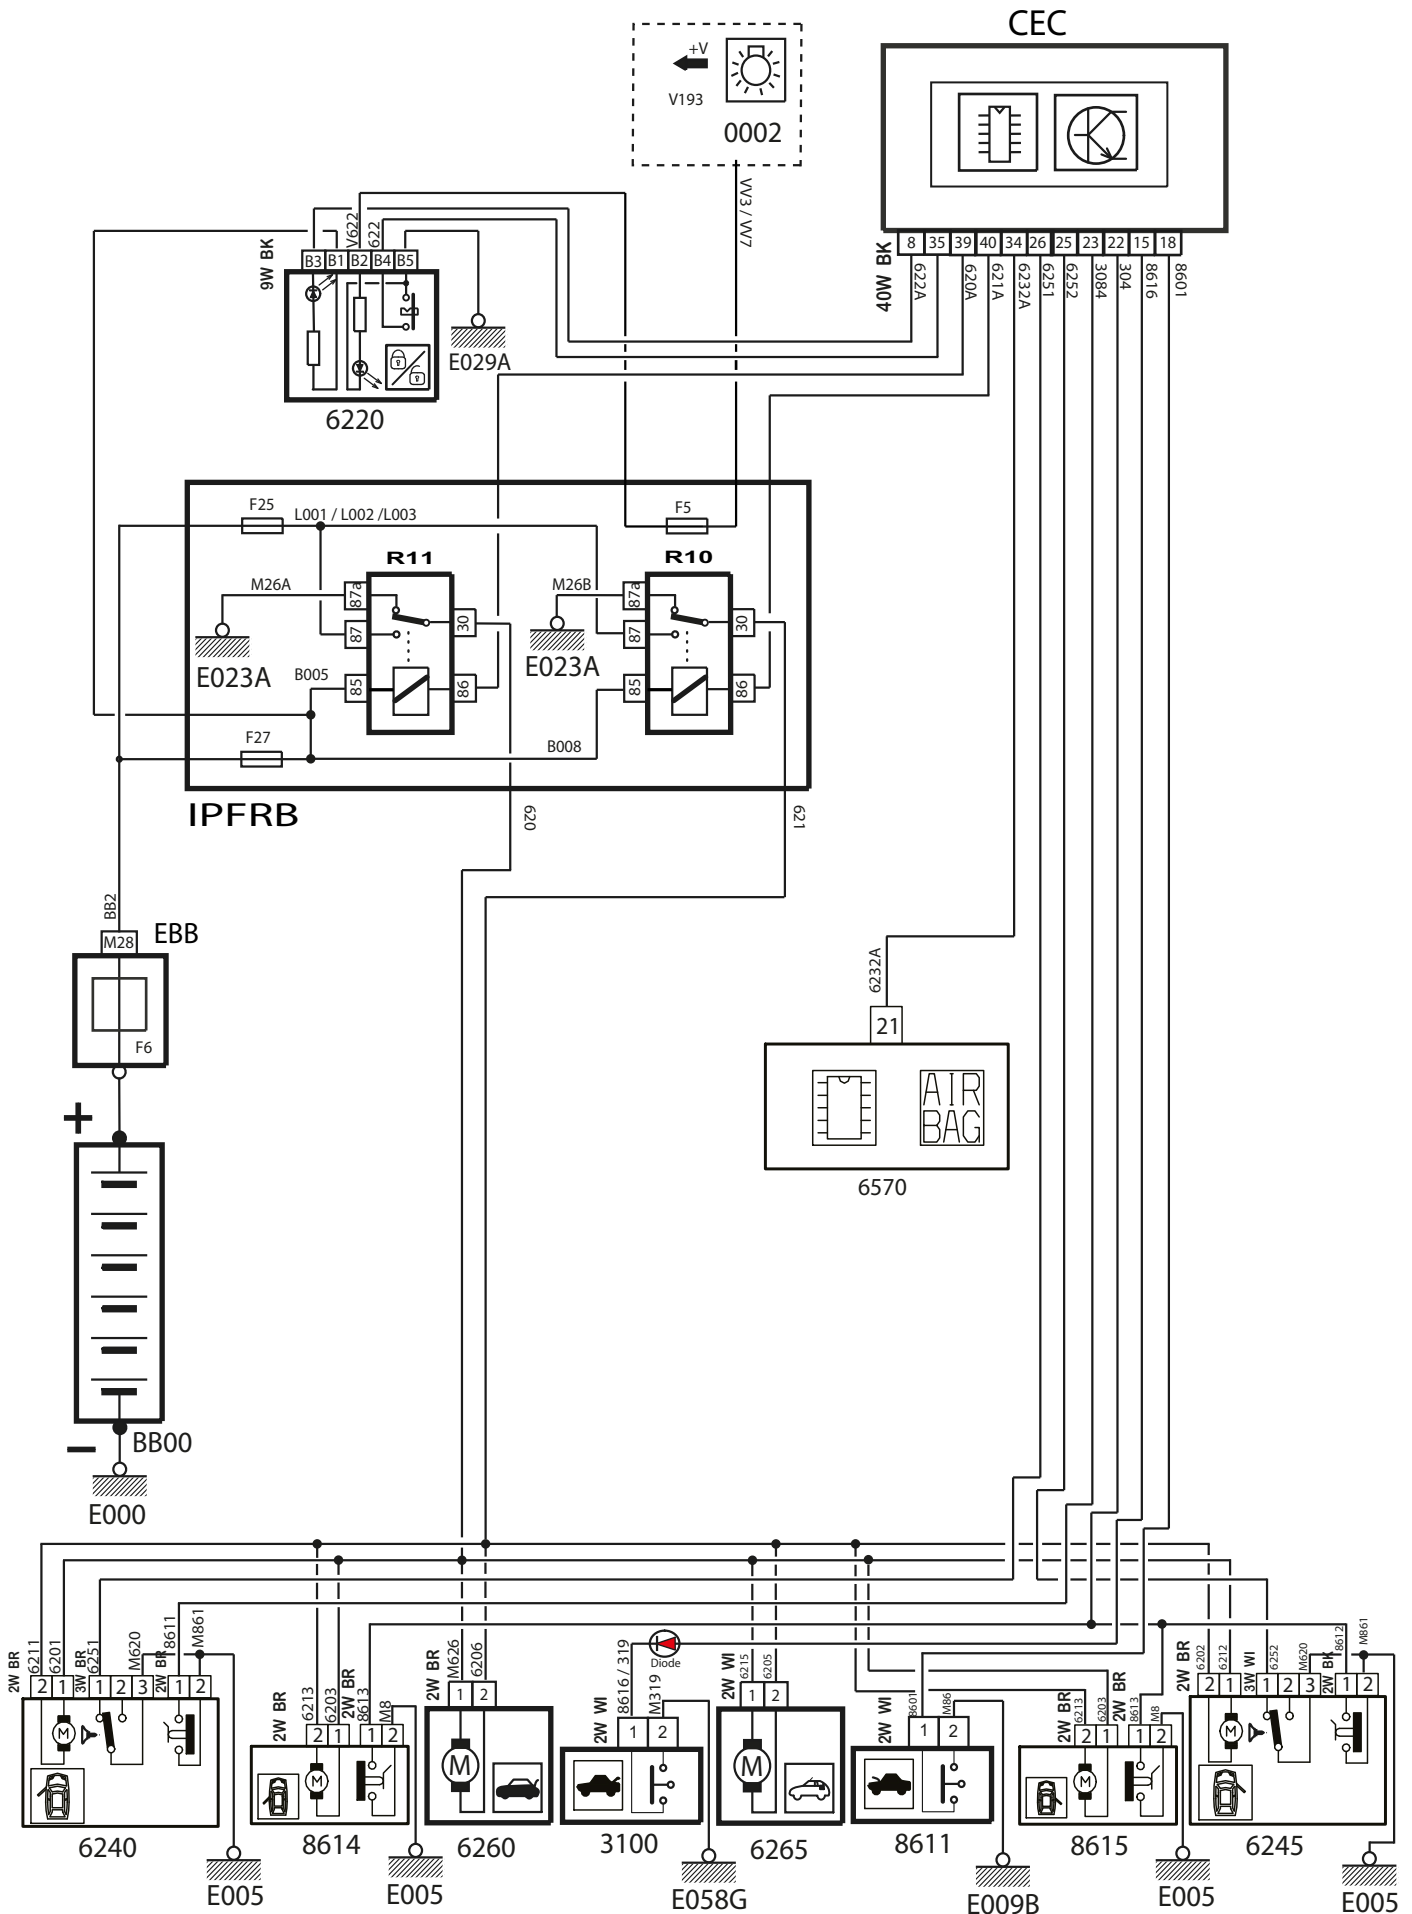 CEC
+V
V193
0002
VV3 / VV7
40W BK
8 35 39 40 34 26 25 23 22 15 18
622A
620A
621A
6232A
6251
6252
3084
304
8616
8601
9W BK
V622
622
B3 B1 B2 B4 B5
E029A
6220
F25
L001 / L002 /L003
F5
R11
R10
M26A
87a
87
30
85
86
M26B
87a
87
30
85
86
E023A
E023A
B005
F27
B008
IPFRB
620
621
BB2
M28
EBB
F6
+
BB00
–
E000
6232A
21
AIR
BAG
6570
2W BR
6211
6201
3W BR
6251
M620
2W BR
8611
M861
2 1 1 2 3 1 2
M
6240
E005
2W BR
6213
6203
2W BR
8613
M8
2 1 1 2
M
8614
E005
2W BR
M626
6206
1 2
M
6260
Diode
2W WI
8616 / 319
M319
1 2
3100
E058G
2W WI
6215
6205
1 2
M
6265
2W WI
8601
M86
1 2
8611
E009B
2W BR
6213
6203
2W BR
8613
M8
2 1 1 2
M
8615
E005
2W BR
6202
6212
3W WI
6252
M620
2W BK
8612
M861
2 1 1 2 3 1 2
M
6245
E005